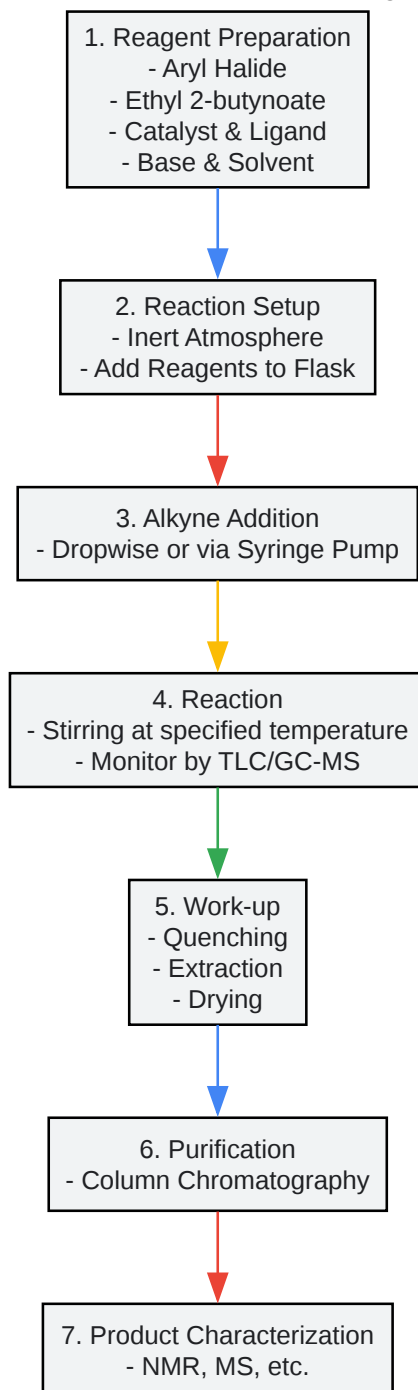 1. Reagent Preparation
- Aryl Halide
- Ethyl 2-butynoate
- Catalyst & Ligand
- Base & Solvent
2. Reaction Setup
- Inert Atmosphere
- Add Reagents to Flask
3. Alkyne Addition
- Dropwise or via Syringe Pump
4. Reaction
- Stirring at specified temperature
- Monitor by TLC/GC-MS
5. Work-up
- Quenching
- Extraction
- Drying
6. Purification
- Column Chromatography
7. Product Characterization
- NMR, MS, etc.